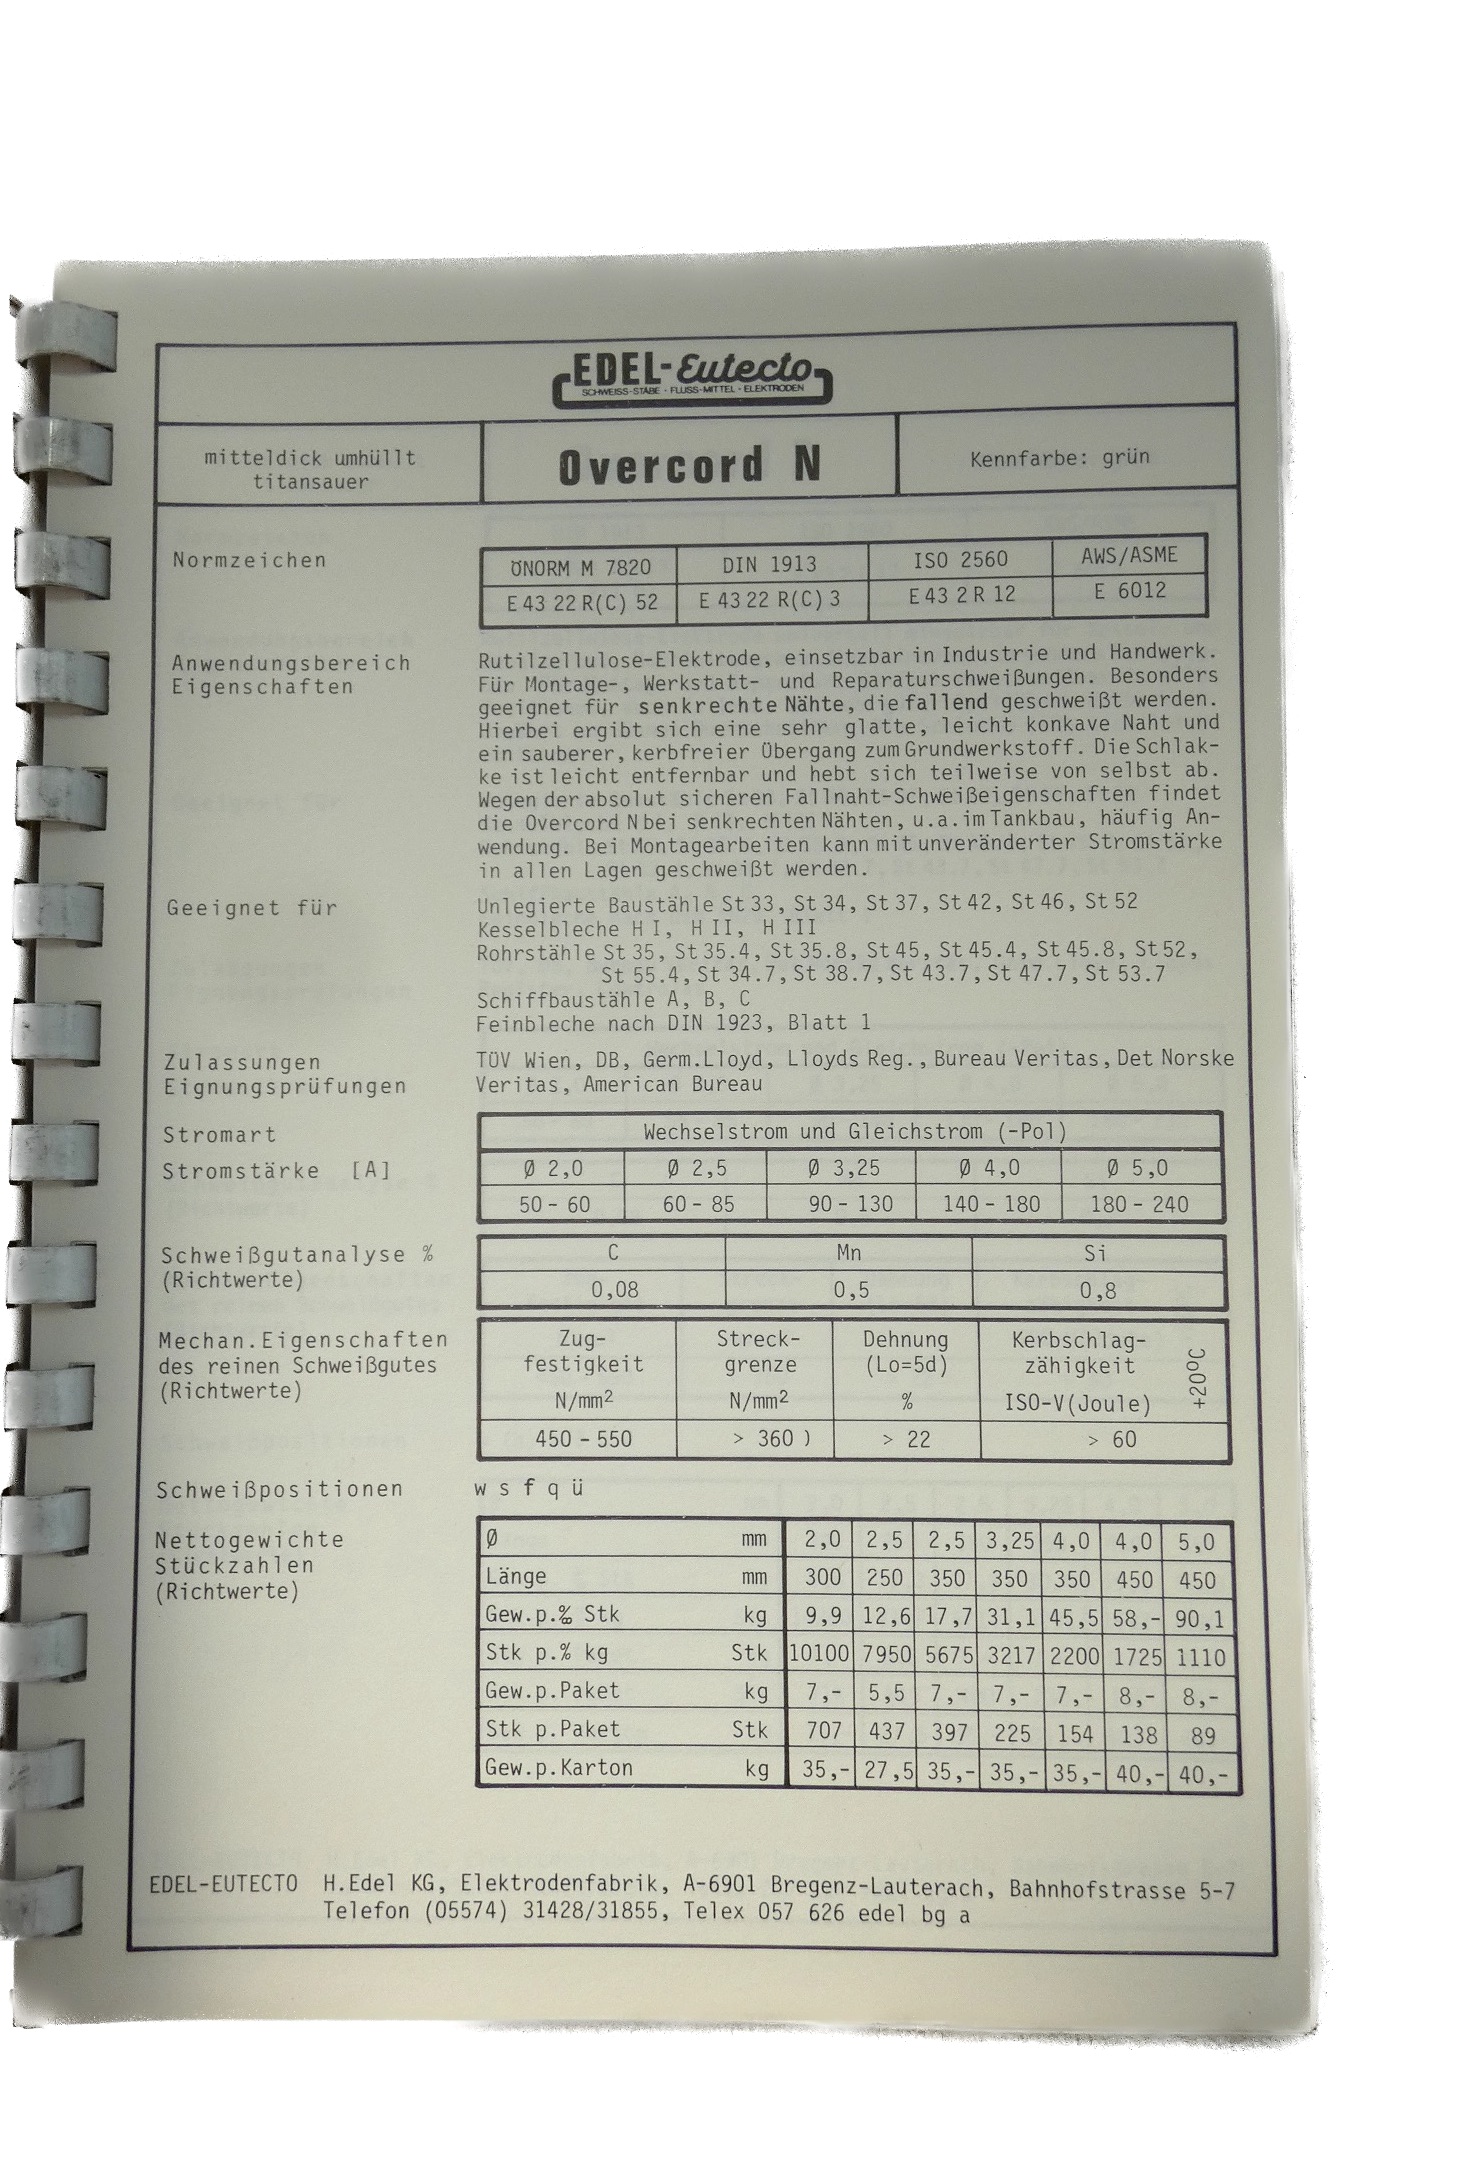 EDEL-Eutecto
SCHWEISS-STÄBE - FLUSS-MITTEL - ELEKTRODEN
mitteldick umhüllt
titansauer
Overcord N
Kennfarbe: grün
Normzeichen
ÖNORM M 7820 DIN 1913 ISO 2560 AWS/ASME
E 43 22 R(C) 52 E 43 22 R(C) 3 E 43 2 R 12 E 6012
Anwendungsbereich
Eigenschaften
Rutilzellulose-Elektrode, einsetzbar in Industrie und Handwerk.
Für Montage-, Werkstatt- und Reparaturschweißungen. Besonders
geeignet für senkrechte Nähte, die fallend geschweißt werden.
Hierbei ergibt sich eine sehr glatte, leicht konkave Naht und
ein sauberer, kerbfreier Übergang zum Grundwerkstoff. Die Schlak-
ke ist leicht entfernbar und hebt sich teilweise von selbst ab.
Wegen der absolut sicheren Fallnaht-Schweißeigenschaften findet
die Overcord N bei senkrechten Nähten, u.a. im Tankbau, häufig An-
wendung. Bei Montagearbeiten kann mit unveränderter Stromstärke
in allen Lagen geschweißt werden.
Geeignet für
Unlegierte Baustähle St 33, St 34, St 37, St 42, St 46, St 52
Kesselbleche H I, H II, H III
Rohrstähle St 35, St 35.4, St 35.8, St 45, St 45.4, St 45.8, St 52,
St 55.4, St 34.7, St 38.7, St 43.7, St 47.7, St 53.7
Schiffbaustähle A, B, C
Feinbleche nach DIN 1923, Blatt 1
Zulassungen
Eignungsprüfungen
TÜV Wien, DB, Germ.Lloyd, Lloyds Reg., Bureau Veritas, Det Norske
Veritas, American Bureau
Stromart
Wechselstrom und Gleichstrom (-Pol)
Stromstärke [A]
Ø 2,0 Ø 2,5 Ø 3,25 Ø 4,0 Ø 5,0
50 - 60 60 - 85 90 - 130 140 - 180 180 - 240
Schweißgutanalyse %
(Richtwerte)
C Mn Si
0,08 0,5 0,8
Mechan.Eigenschaften
des reinen Schweißgutes
(Richtwerte)
Zug- Streck- Dehnung Kerbschlag-
festigkeit grenze (Lo=5d) zähigkeit
N/mm² N/mm² % ISO-V(Joule) +20°C
450 - 550 > 360 ) > 22 > 60
Schweißpositionen
w s f q ü
Nettogewichte
Stückzahlen
(Richtwerte)
Ø mm 2,0 2,5 2,5 3,25 4,0 4,0 5,0
Länge mm 300 250 350 350 350 450 450
Gew.p.‰ Stk kg 9,9 12,6 17,7 31,1 45,5 58,- 90,1
Stk p.% kg Stk 10100 7950 5675 3217 2200 1725 1110
Gew.p.Paket kg 7,- 5,5 7,- 7,- 7,- 8,- 8,-
Stk p.Paket Stk 707 437 397 225 154 138 89
Gew.p.Karton kg 35,- 27,5 35,- 35,- 35,- 40,- 40,-
EDEL-EUTECTO H.Edel KG, Elektrodenfabrik, A-6901 Bregenz-Lauterach, Bahnhofstrasse 5-7
Telefon (05574) 31428/31855, Telex 057 626 edel bg a